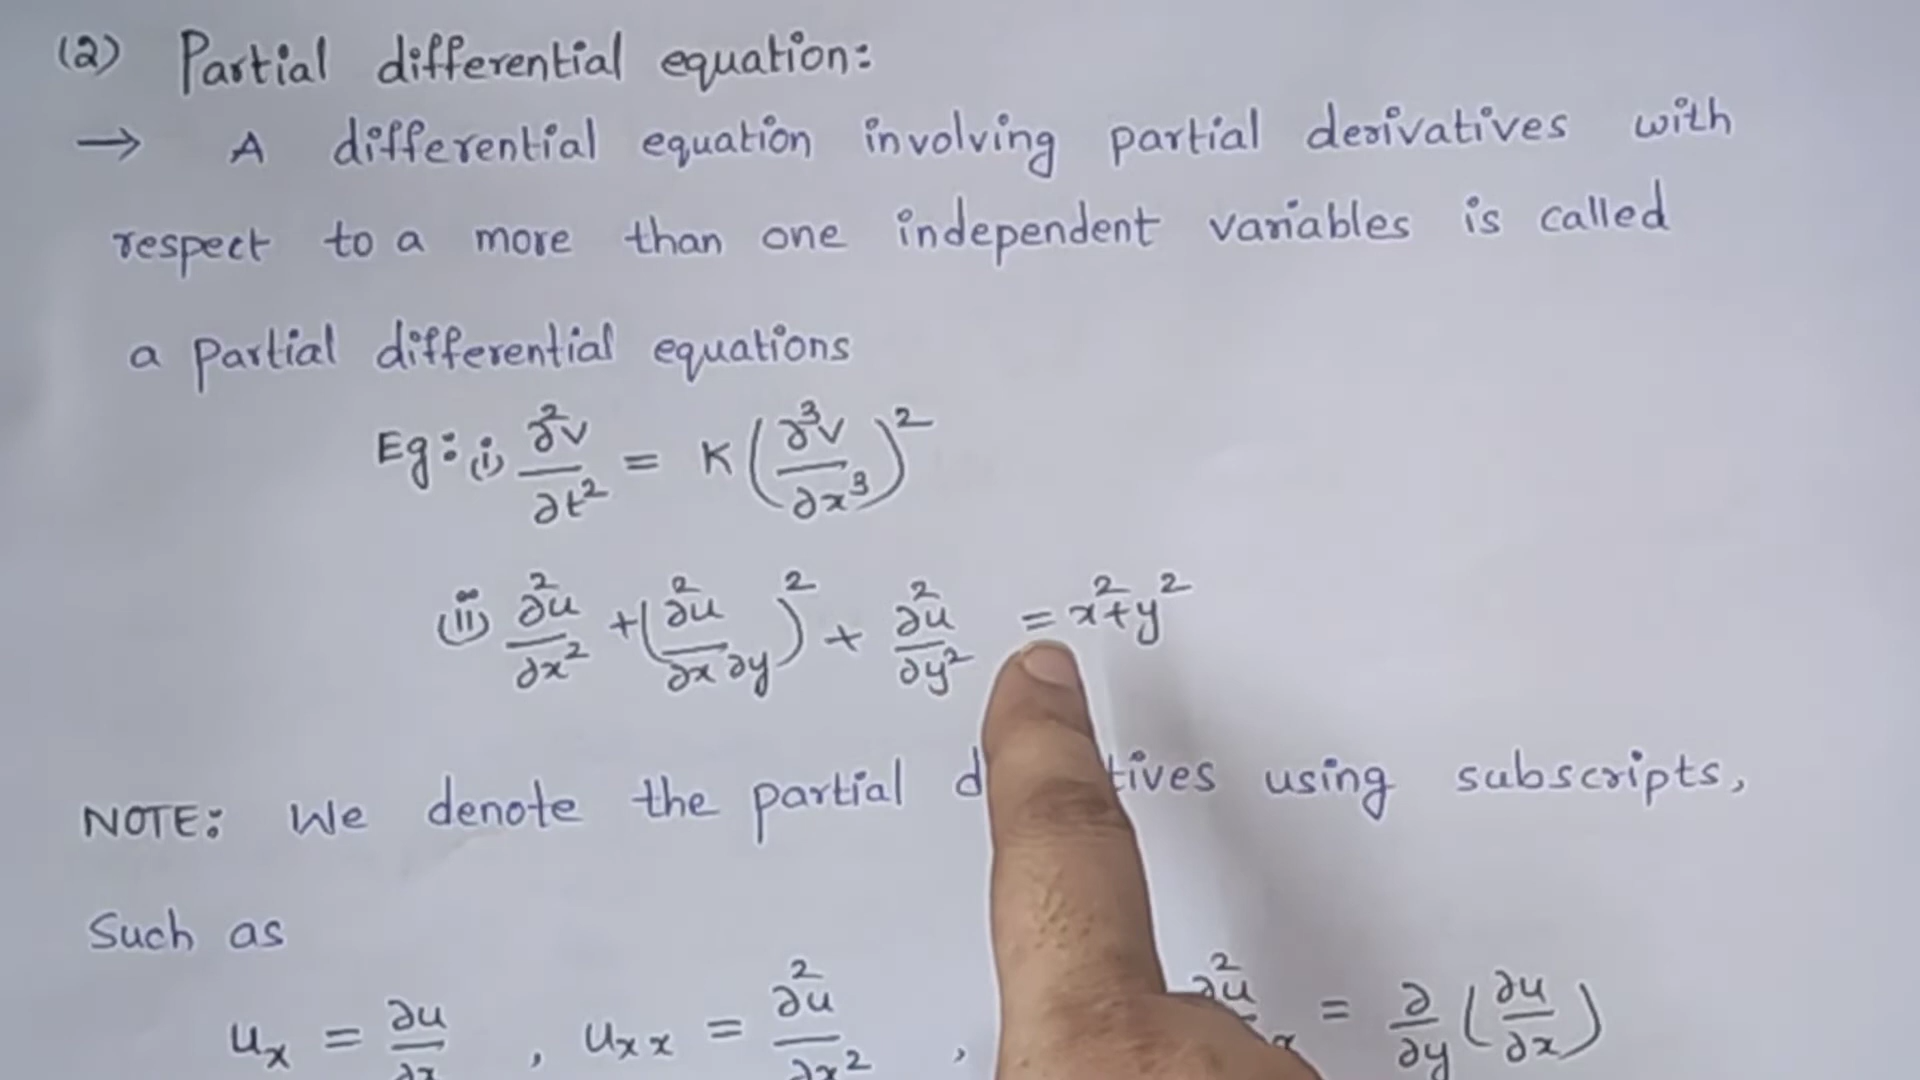 (2) Partial differential equation:
→ A differential equation involving partial derivatives with
respect to a more than one independent variables is called
a partial differential equations
Eg: (i) ∂²v/∂t² = K(∂³v/∂x³)²
(ii) ∂²u/∂x² + (∂²u/∂x∂y)² + ∂²u/∂y² = x²+y²
NOTE: We denote the partial using subscripts,
Such as
uₓ = ∂u/∂x , uₓₓ = ∂²u/∂x² , ∂²u = ∂/∂y (∂u/∂x)